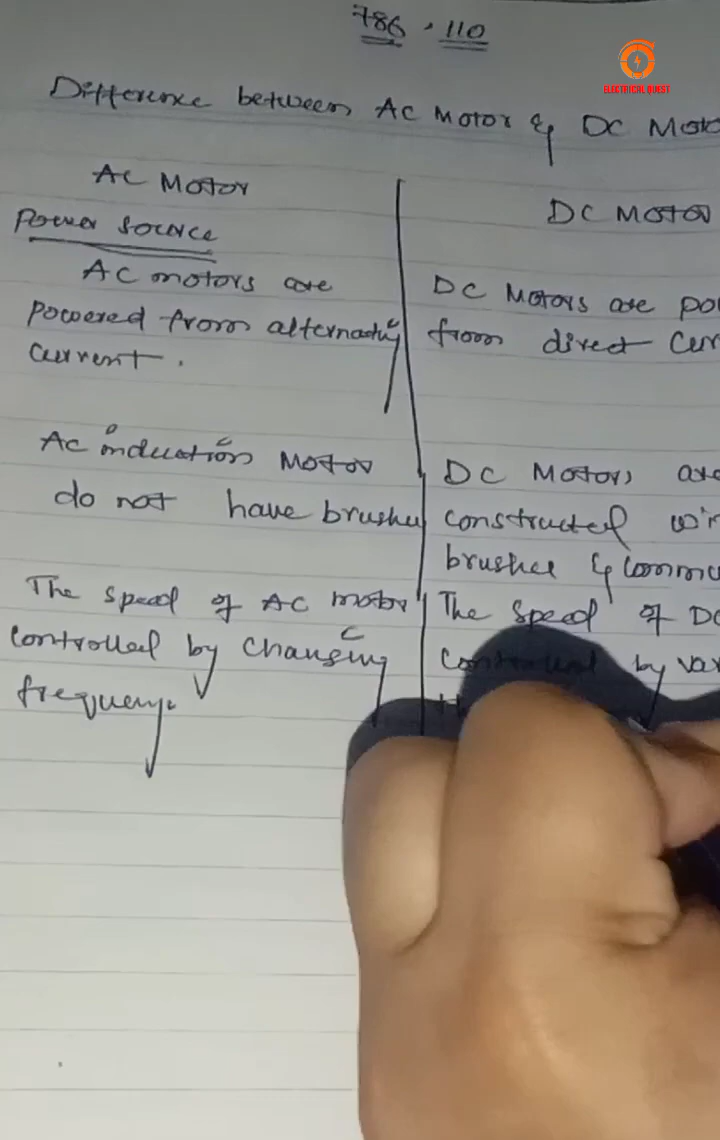 786 . 110
ELECTRICAL QUEST
Difference between AC Motor & DC Moto
AC Motor
DC Motor
Power source
AC motors are
powered from alternating
current.
DC Motors are po
from direct cur
AC induction Motor
do not have brushes
DC Motors are
constructed wi
brushes & commu
The speed of AC motor
controlled by changing
frequency.
The speed of DC
controlled by var